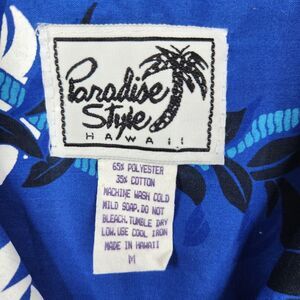 Paradise
Style
HAWAII
65% POLYESTER
35% COTTON
MACHINE WASH COLD
MILD SOAP. DO NOT
BLEACH. TUMBLE DRY
LOW. USE COOL IRON
MADE IN HAWAII
M